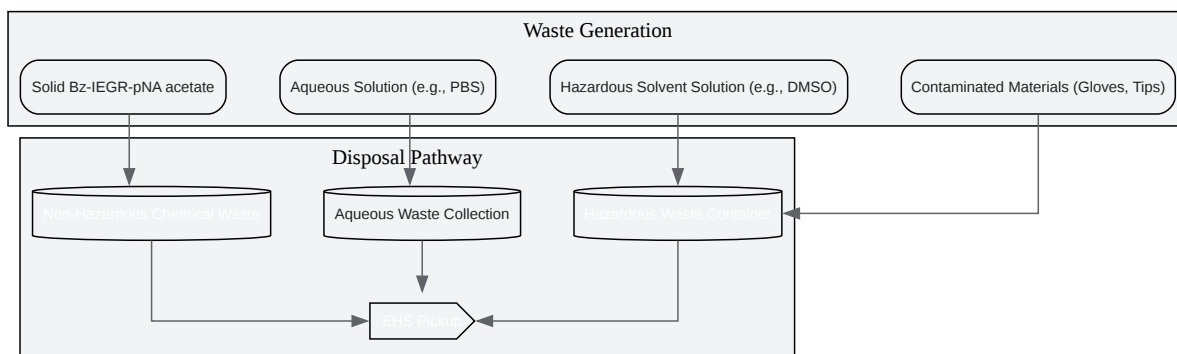 Waste Generation
Solid Bz-IEGR-pNA acetate
Aqueous Solution (e.g., PBS)
Hazardous Solvent Solution (e.g., DMSO)
Contaminated Materials (Gloves, Tips)
Disposal Pathway
Non-Hazardous Chemical Waste
Aqueous Waste Collection
Hazardous Waste Container
EHS Pickup